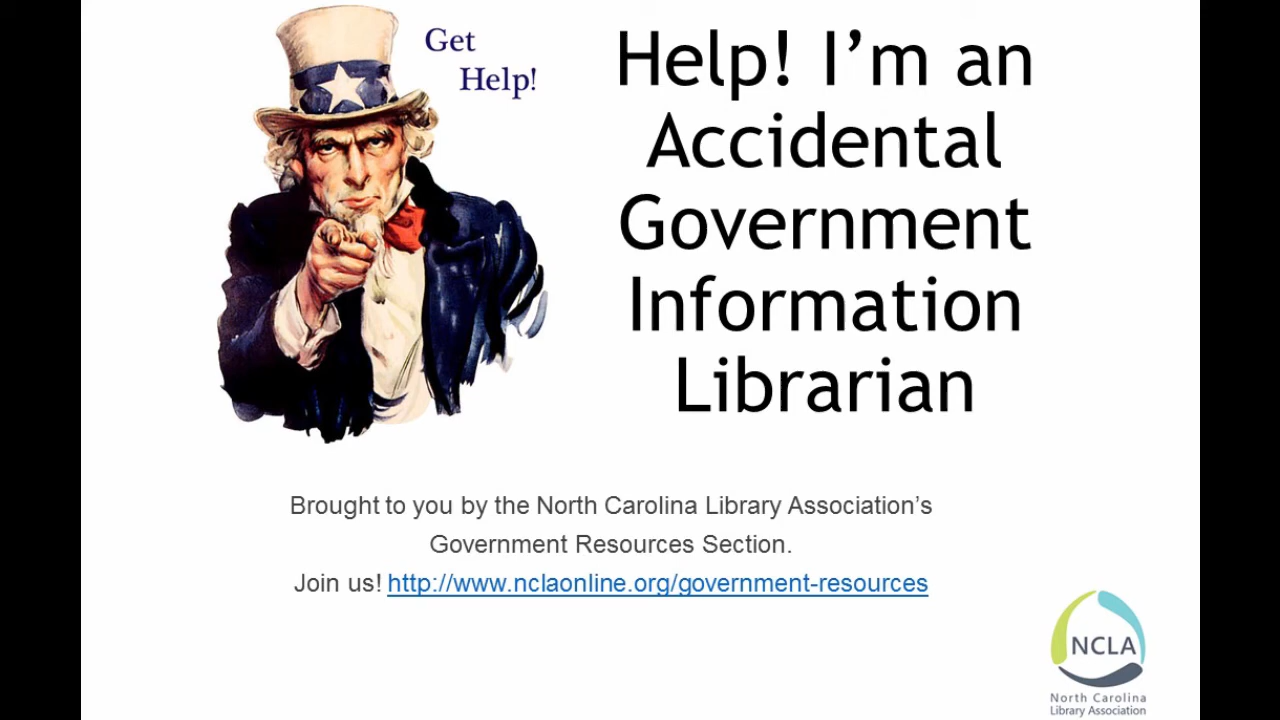 Get
Help!
Help! I’m an
Accidental
Government
Information
Librarian
Brought to you by the North Carolina Library Association’s
Government Resources Section.
Join us! http://www.nclaonline.org/government-resources
NCLA
North Carolina
Library Association